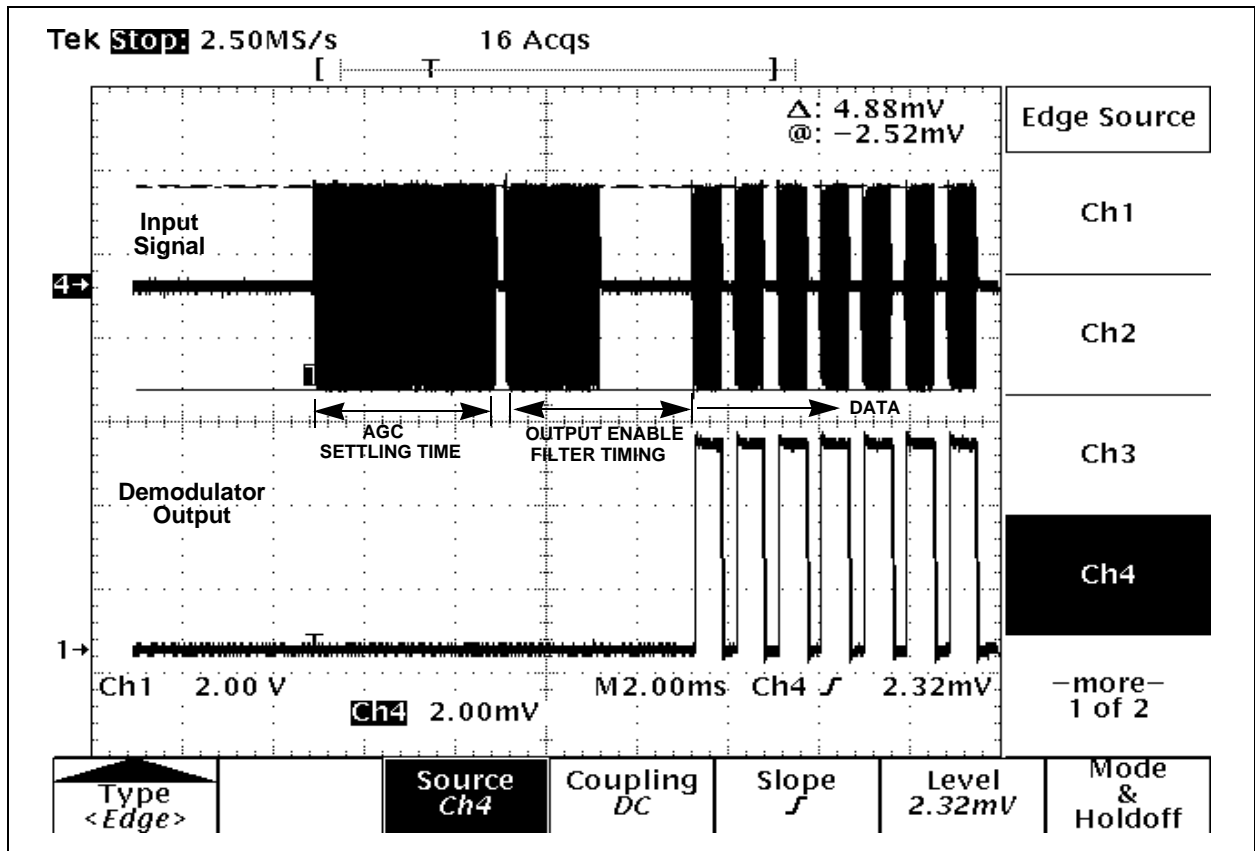 Tek Stop: 2.50MS/s 16 Acqs
[ T ]
Δ: 4.88mV
@: −2.52mV
Edge Source
Input
Signal
Ch1
4→
Ch2
DATA
AGC
SETTLING TIME
OUTPUT ENABLE
FILTER TIMING
Ch3
Demodulator
Output
Ch4
T
1→
Ch1 2.00 V M2.00ms Ch4 2.32mV
Ch4 2.00mV
−more−
1 of 2
Type
<Edge>
Source
Ch4
Coupling
DC
Slope
Level
2.32mV
Mode
&
Holdoff